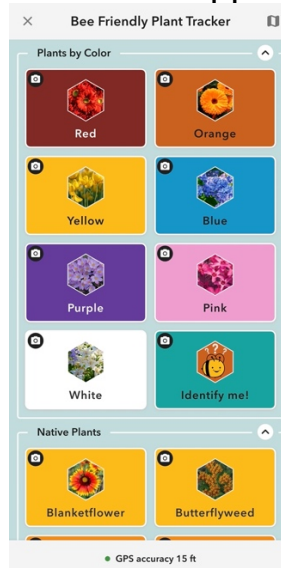 Bee Friendly Plant Tracker
Plants by Color
Red
Orange
Yellow
Blue
Purple
Pink
White
Identify me!
Native Plants
Blanketflower
Butterflyweed
GPS accuracy 15 ft